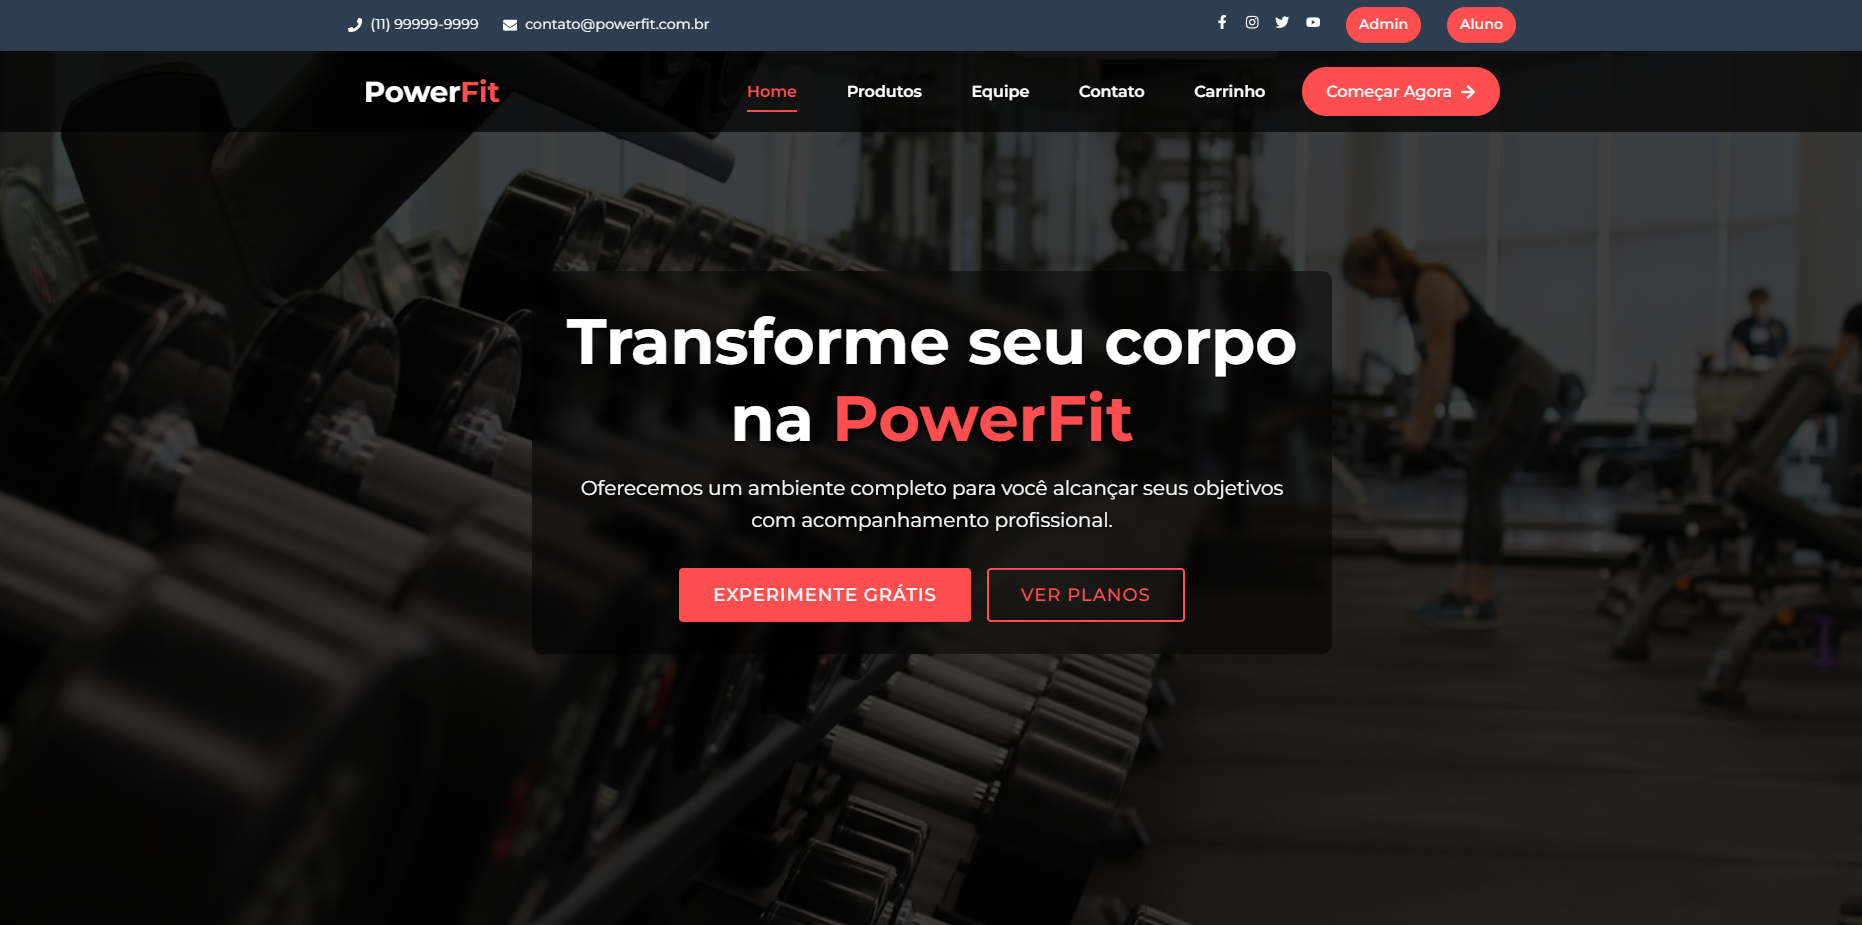 (11) 99999-9999 contato@powerfit.com.br Admin Aluno
PowerFit Home Produtos Equipe Contato Carrinho Começar Agora
Transforme seu corpo
na PowerFit
Oferecemos um ambiente completo para você alcançar seus objetivos
com acompanhamento profissional.
EXPERIMENTE GRÁTIS VER PLANOS